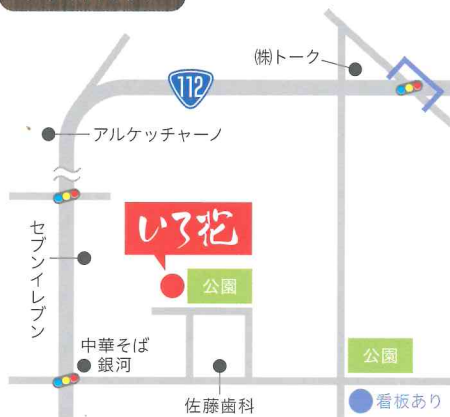 (株)トーク
112
アルケッチャーノ
いろ花
セブンイレブン
公園
中華そば
銀河
公園
佐藤歯科
看板あり